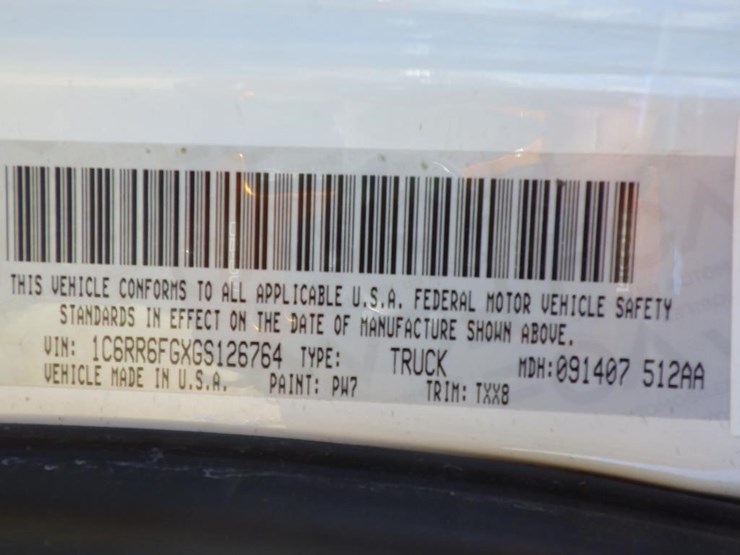 THIS VEHICLE CONFORMS TO ALL APPLICABLE U.S.A. FEDERAL MOTOR VEHICLE SAFETY
STANDARDS IN EFFECT ON THE DATE OF MANUFACTURE SHOWN ABOVE.
VIN: 1C6RR6FGXGS126764 TYPE: TRUCK MDH:091407 512AA
VEHICLE MADE IN U.S.A. PAINT: PW7 TRIM: TXX8